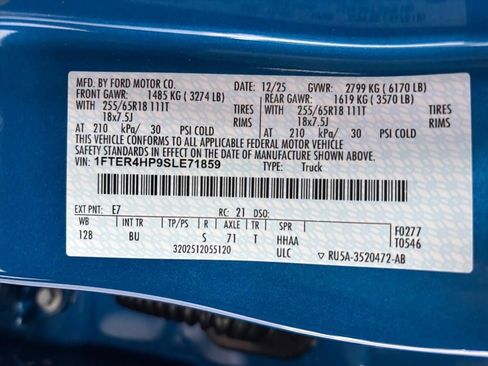 MFD. BY FORD MOTOR CO. 12/25 GVWR: 2799 KG ( 6170 LB)
FRONT GAWR: 1485 KG ( 3274 LB) REAR GAWR: 1619 KG ( 3570 LB)
WITH 255/65R18 111T TIRES WITH 255/65R18 111T TIRES
18x7.5J RIMS 18x7.5J RIMS
AT 210 kPa/ 30 PSI COLD AT 210 kPa/ 30 PSI COLD
THIS VEHICLE CONFORMS TO ALL APPLICABLE FEDERAL MOTOR VEHICLE
SAFETY STANDARDS IN EFFECT ON THE DATE OF MANUFACTURE SHOWN ABOVE.
VIN: 1FTER4HP9SLE71859 TYPE: Truck
EXT PNT: E7 RC: 21 DSO: F0277
WB INT TR TP/PS R AXLE TR SPR T0546
128 BU S 71 T HHAA
3202512055120 ULC ▽ RU5A-3520472-AB